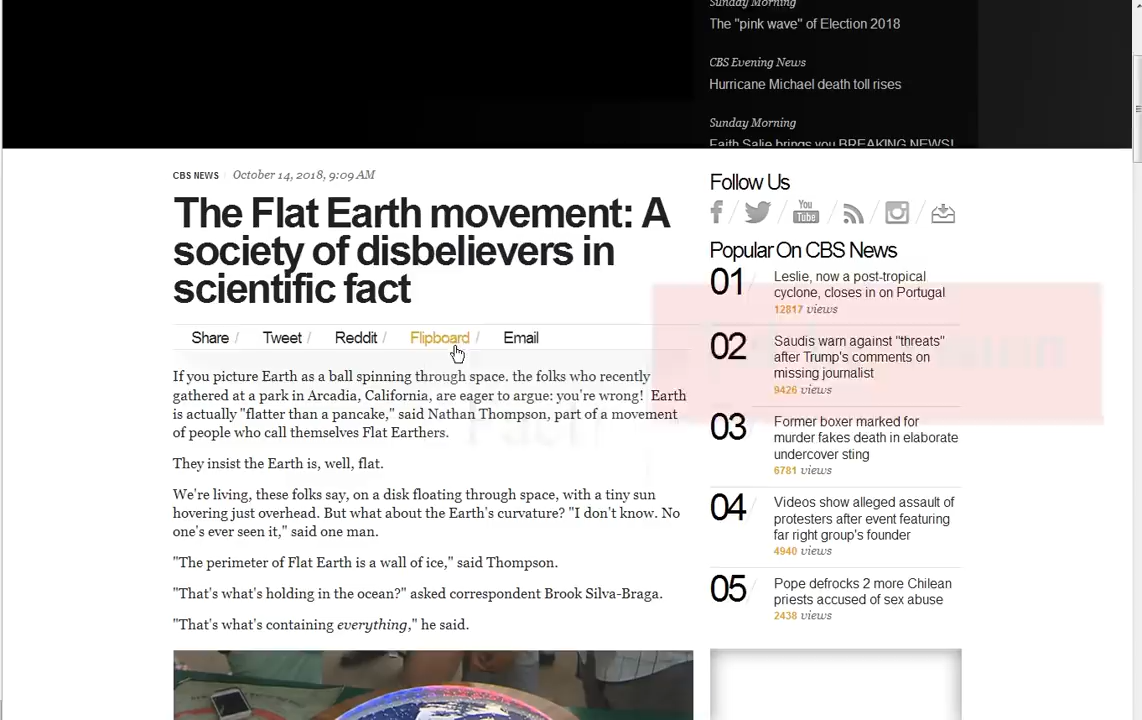 Sunday Morning
The "pink wave" of Election 2018
CBS Evening News
Hurricane Michael death toll rises
Sunday Morning
Faith Salie brings you BREAKING NEWS!
CBS NEWS / October 14, 2018, 9:09 AM
The Flat Earth movement: A
society of disbelievers in
scientific fact
Share / Tweet / Reddit / Flipboard / Email
If you picture Earth as a ball spinning through space. the folks who recently
gathered at a park in Arcadia, California, are eager to argue: you're wrong! Earth
is actually "flatter than a pancake," said Nathan Thompson, part of a movement
of people who call themselves Flat Earthers.
They insist the Earth is, well, flat.
We're living, these folks say, on a disk floating through space, with a tiny sun
hovering just overhead. But what about the Earth's curvature? "I don't know. No
one's ever seen it," said one man.
"The perimeter of Flat Earth is a wall of ice," said Thompson.
"That's what's holding in the ocean?" asked correspondent Brook Silva-Braga.
"That's what's containing everything," he said.
Follow Us
You
Tube
Popular On CBS News
01 / Leslie, now a post-tropical
cyclone, closes in on Portugal
12817 views
02 / Saudis warn against "threats"
after Trump's comments on
missing journalist
9426 views
03 / Former boxer marked for
murder fakes death in elaborate
undercover sting
6781 views
04 / Videos show alleged assault of
protesters after event featuring
far right group's founder
4940 views
05 / Pope defrocks 2 more Chilean
priests accused of sex abuse
2438 views